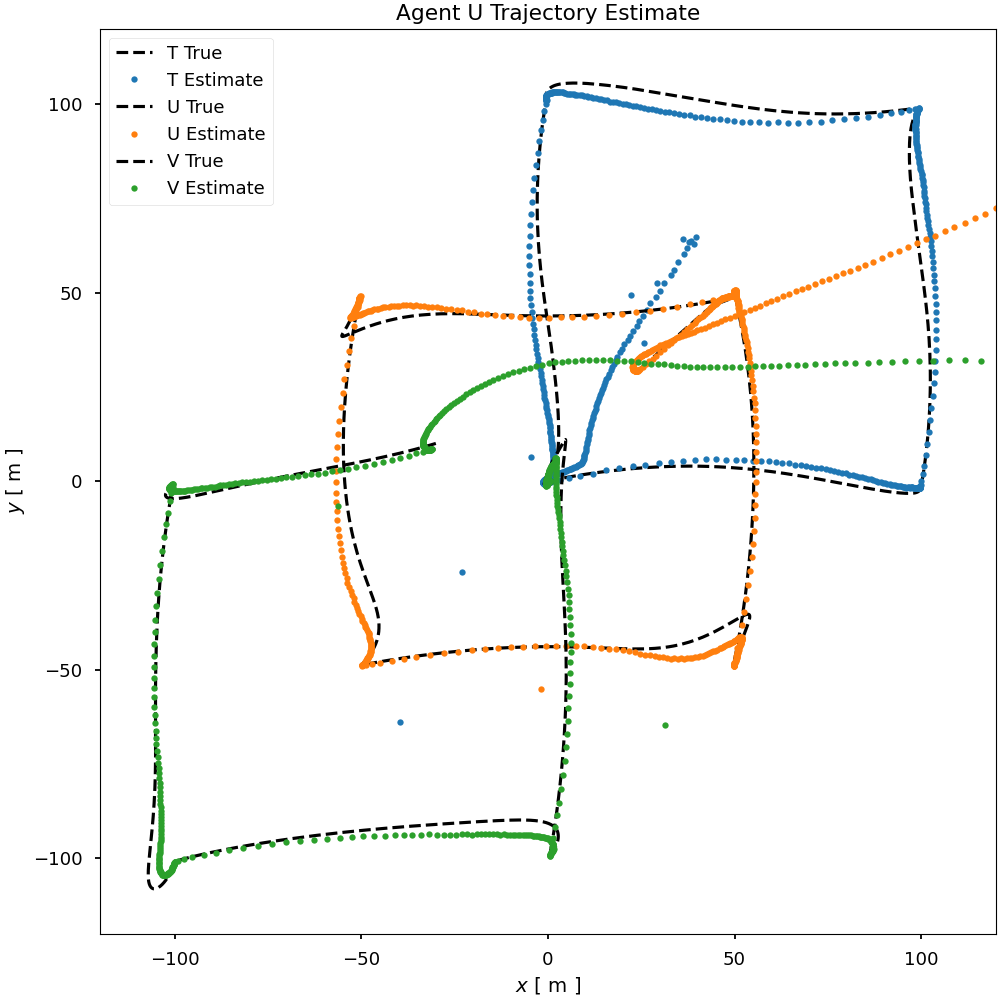 Agent U Trajectory Estimate
T True
T Estimate
U True
U Estimate
V True
V Estimate
100
50
0
−50
−100
y [ m ]
−100
−50
0
50
100
x [ m ]